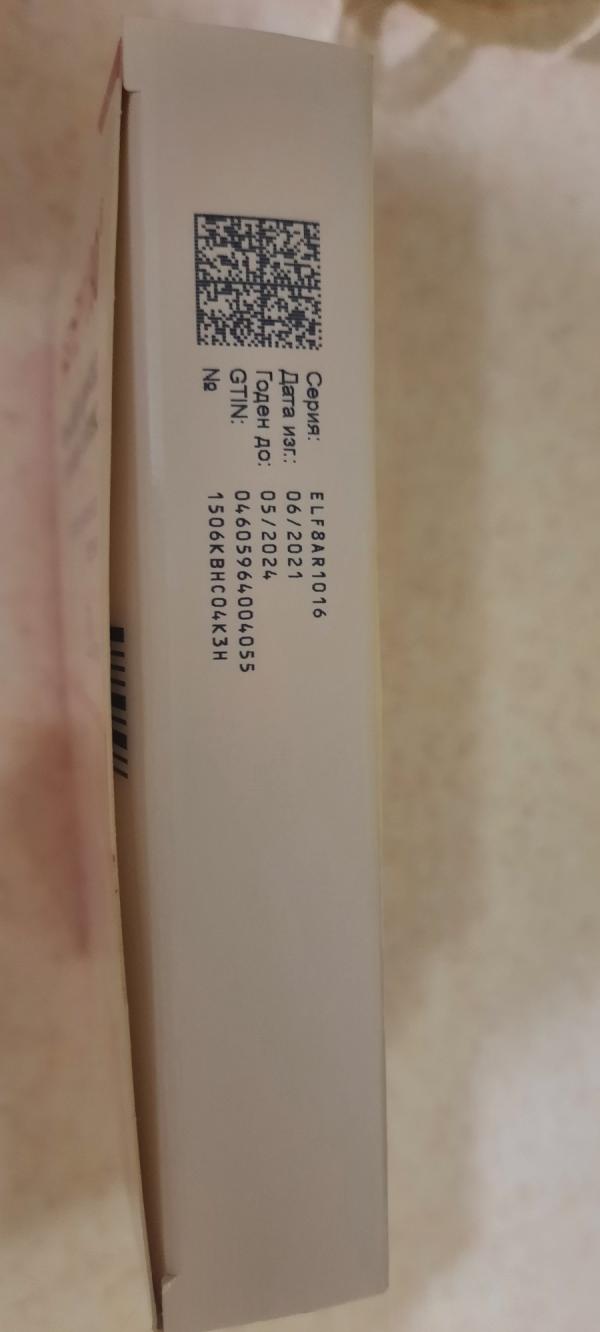 Серия: ELF8AR1016
Дата изг.: 06/2021
Годен до: 05/2024
GTIN: 04605964004055
№ 1506KBHC04K3H